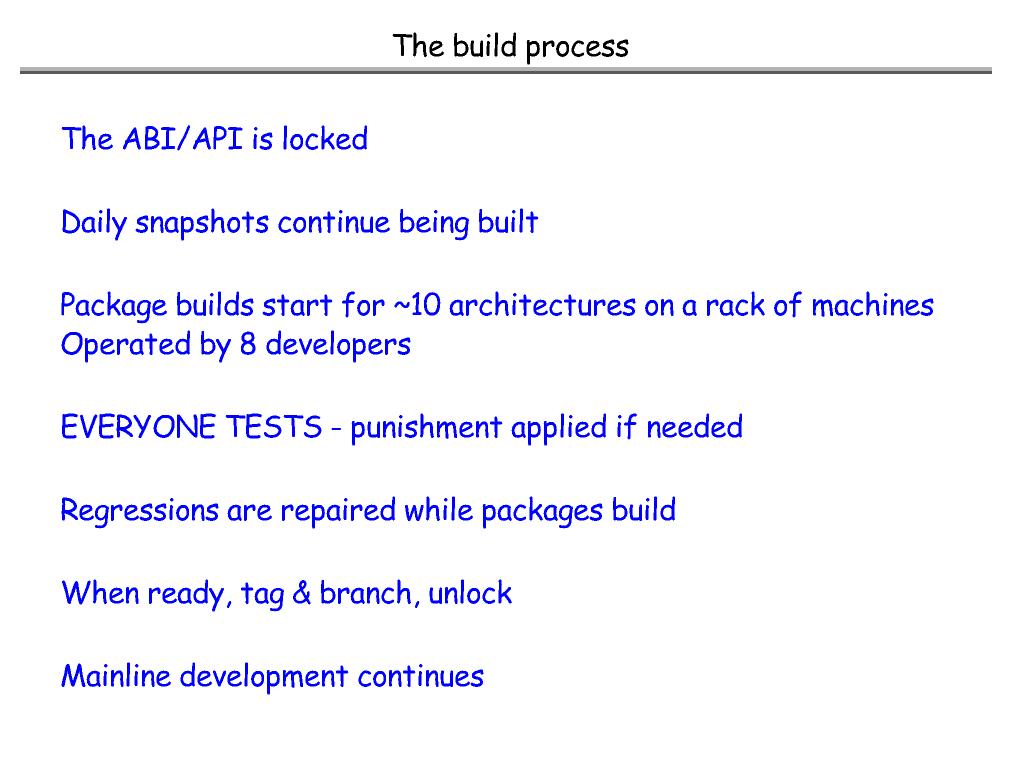 The build process
The ABI/API is locked
Daily snapshots continue being built
Package builds start for ~10 architectures on a rack of machines
Operated by 8 developers
EVERYONE TESTS - punishment applied if needed
Regressions are repaired while packages build
When ready, tag & branch, unlock
Mainline development continues